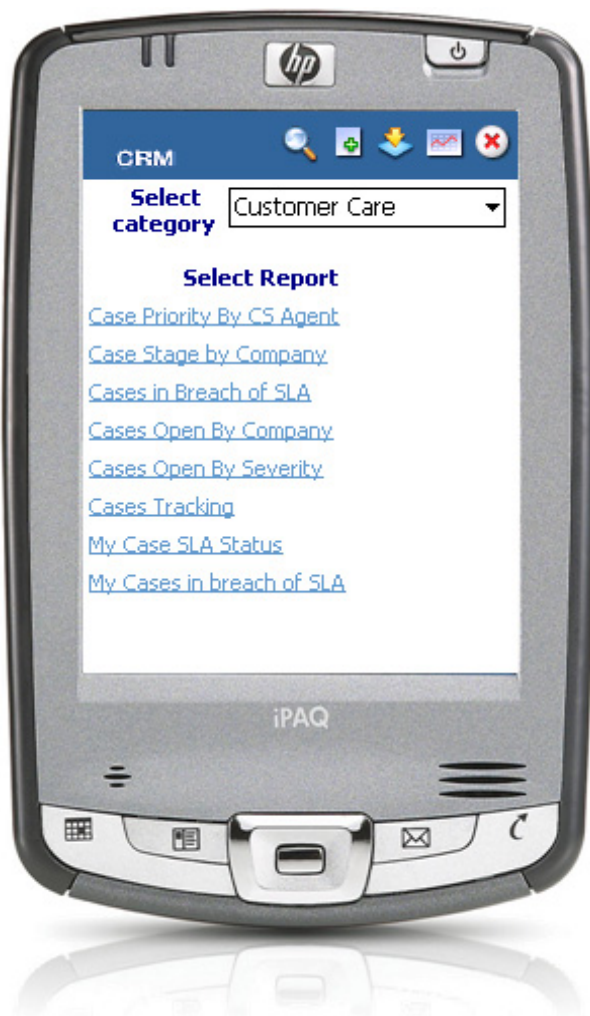 hp
CRM
Select
category
Customer Care
Select Report
Case Priority By CS Agent
Case Stage by Company
Cases in Breach of SLA
Cases Open By Company
Cases Open By Severity
Cases Tracking
My Case SLA Status
My Cases in breach of SLA
iPAQ